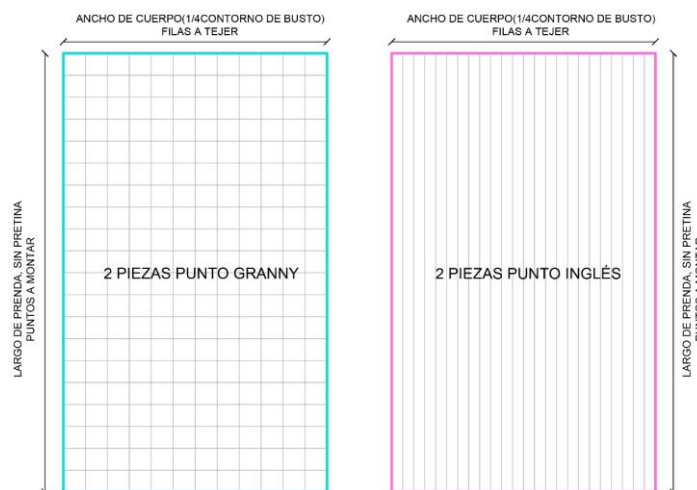 ANCHO DE CUERPO(1/4CONTORNO DE BUSTO)
FILAS A TEJER
LARGO DE PRENDA, SIN PRETINA
PUNTOS A MONTAR
2 PIEZAS PUNTO GRANNY
ANCHO DE CUERPO(1/4CONTORNO DE BUSTO)
FILAS A TEJER
2 PIEZAS PUNTO INGLÉS
LARGO DE PRENDA, SIN PRETINA
PUNTOS A MONTAR